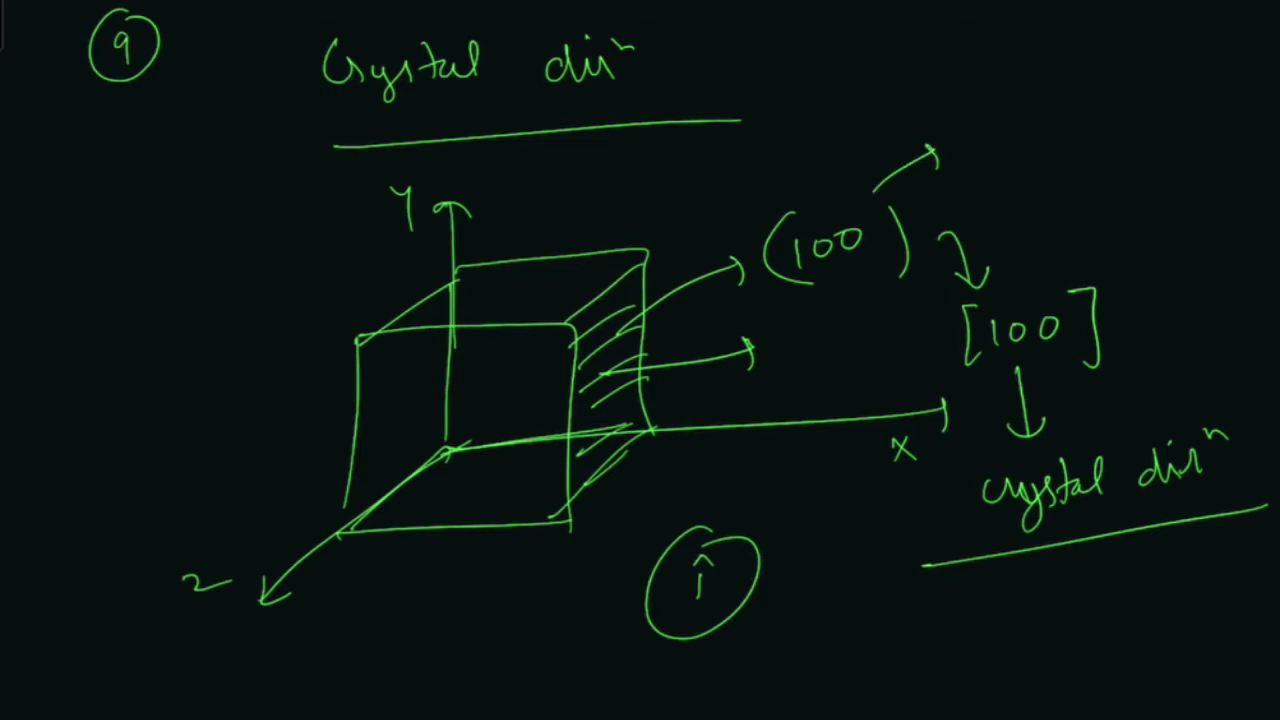 9
Crystal dirⁿ
Y
(100)
[100]
X
crystal dirⁿ
Z
î